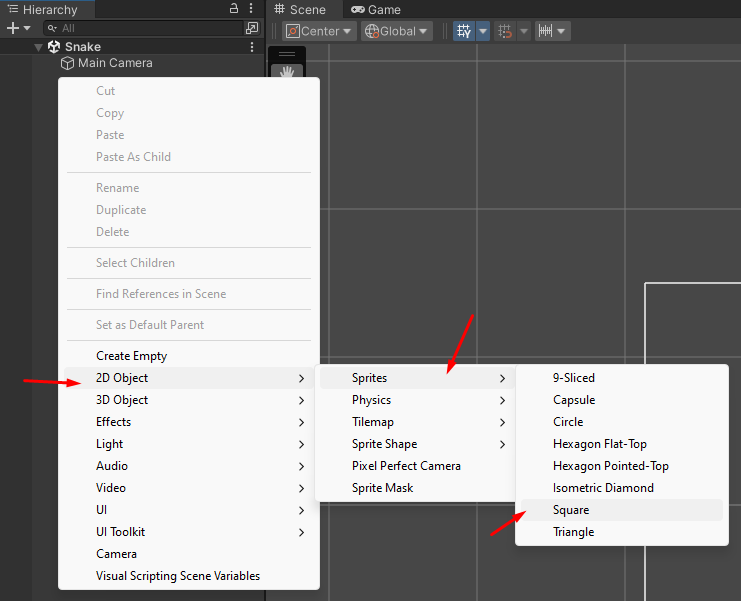 Hierarchy
Scene
Game
All
Center
Global
Snake
Main Camera
Cut
Copy
Paste
Paste As Child
Rename
Duplicate
Delete
Select Children
Find References in Scene
Set as Default Parent
Create Empty
2D Object
3D Object
Effects
Light
Audio
Video
UI
UI Toolkit
Camera
Visual Scripting Scene Variables
Sprites
Physics
Tilemap
Sprite Shape
Pixel Perfect Camera
Sprite Mask
9-Sliced
Capsule
Circle
Hexagon Flat-Top
Hexagon Pointed-Top
Isometric Diamond
Square
Triangle